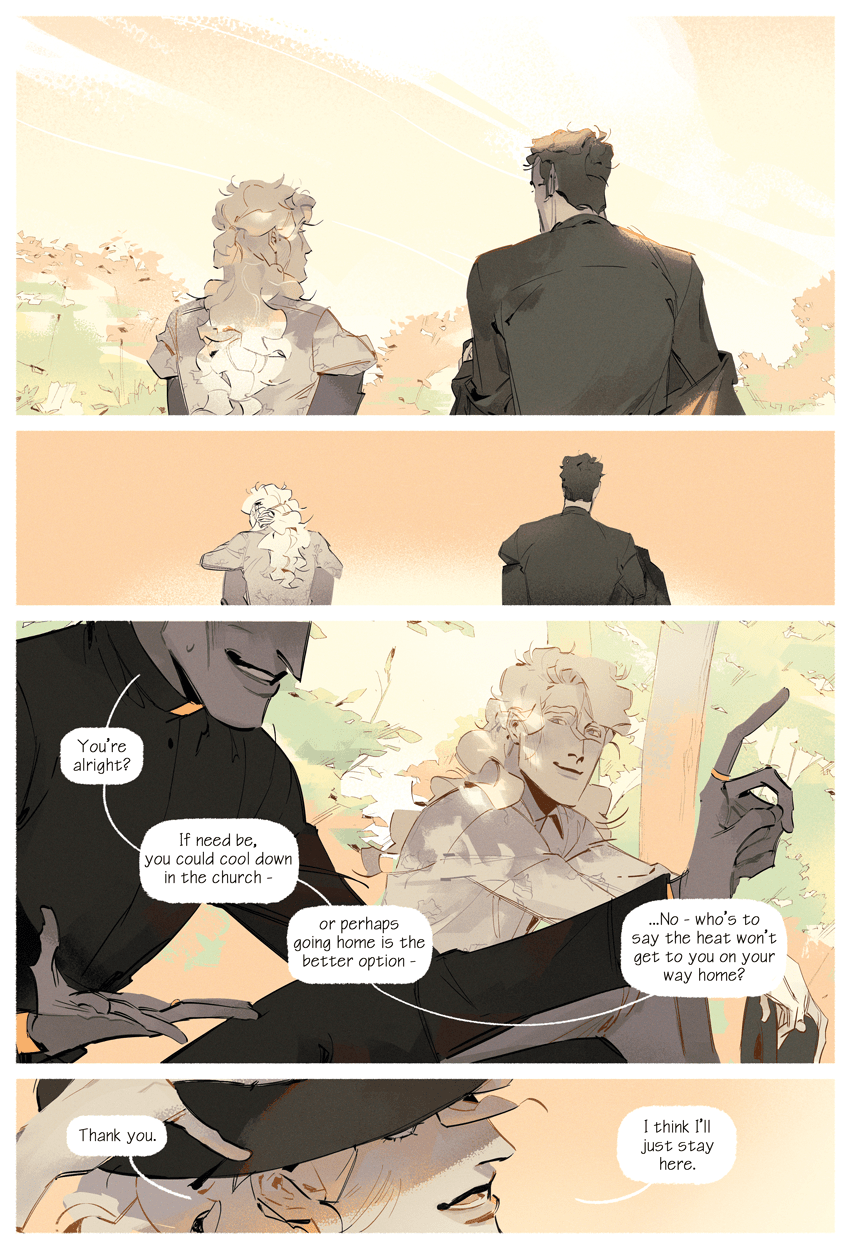 You're
alright?
If need be,
you could cool down
in the church -
or perhaps
going home is the
better option -
...No - who's to
say the heat won't
get to you on your
way home?
Thank you.
I think I'll
just stay
here.